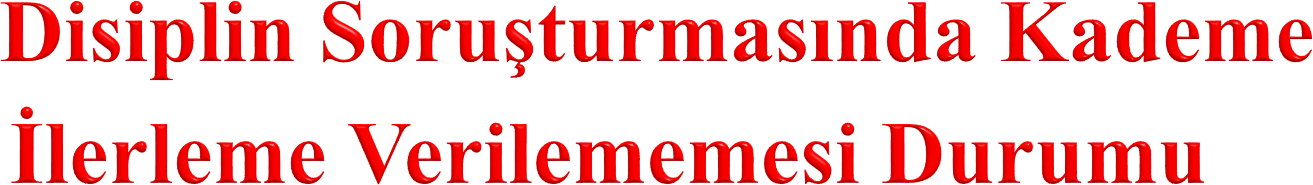 Disiplin Soruşturmasında Kademe
İlerleme Verilememesi Durumu